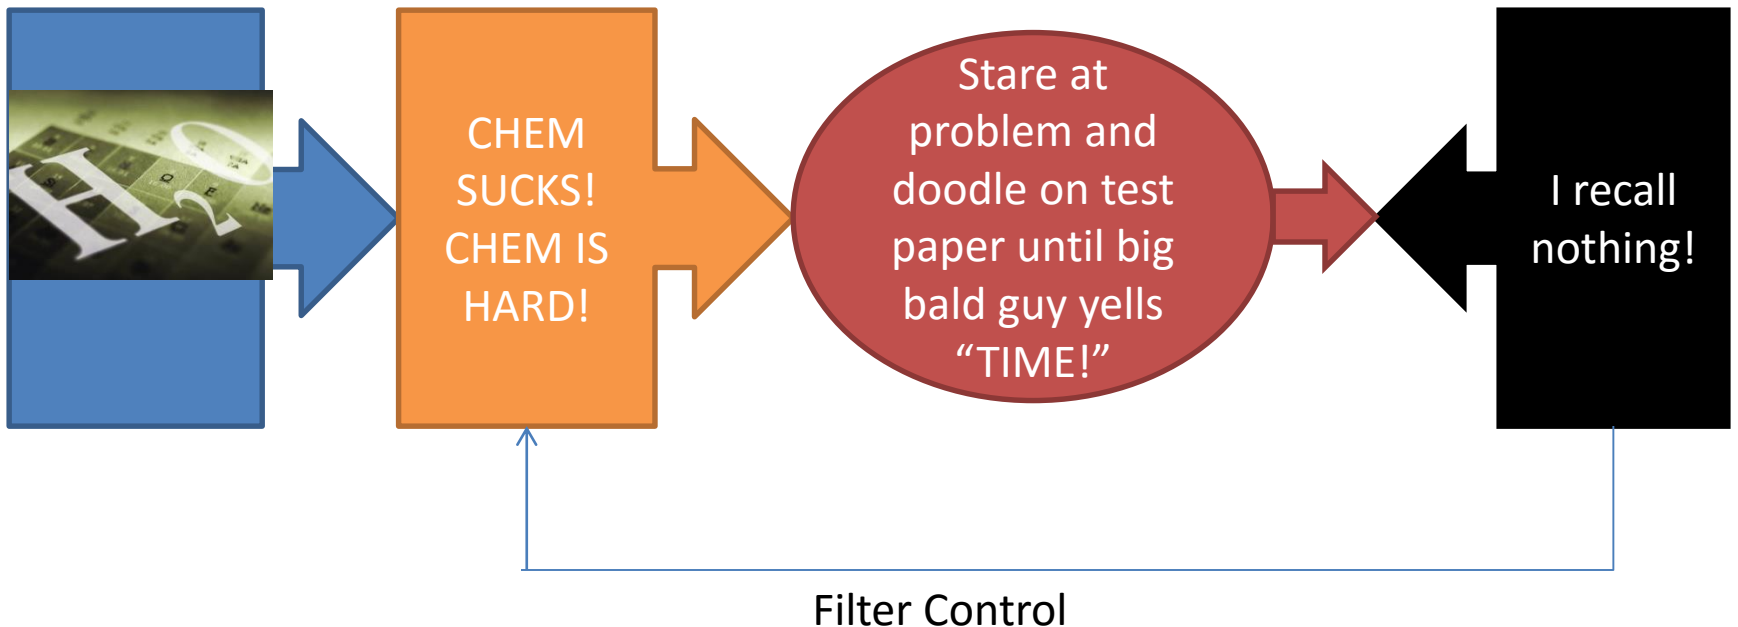 H2O
CHEM
SUCKS!
CHEM IS
HARD!
Stare at
problem and
doodle on test
paper until big
bald guy yells
“TIME!”
I recall
nothing!
Filter Control